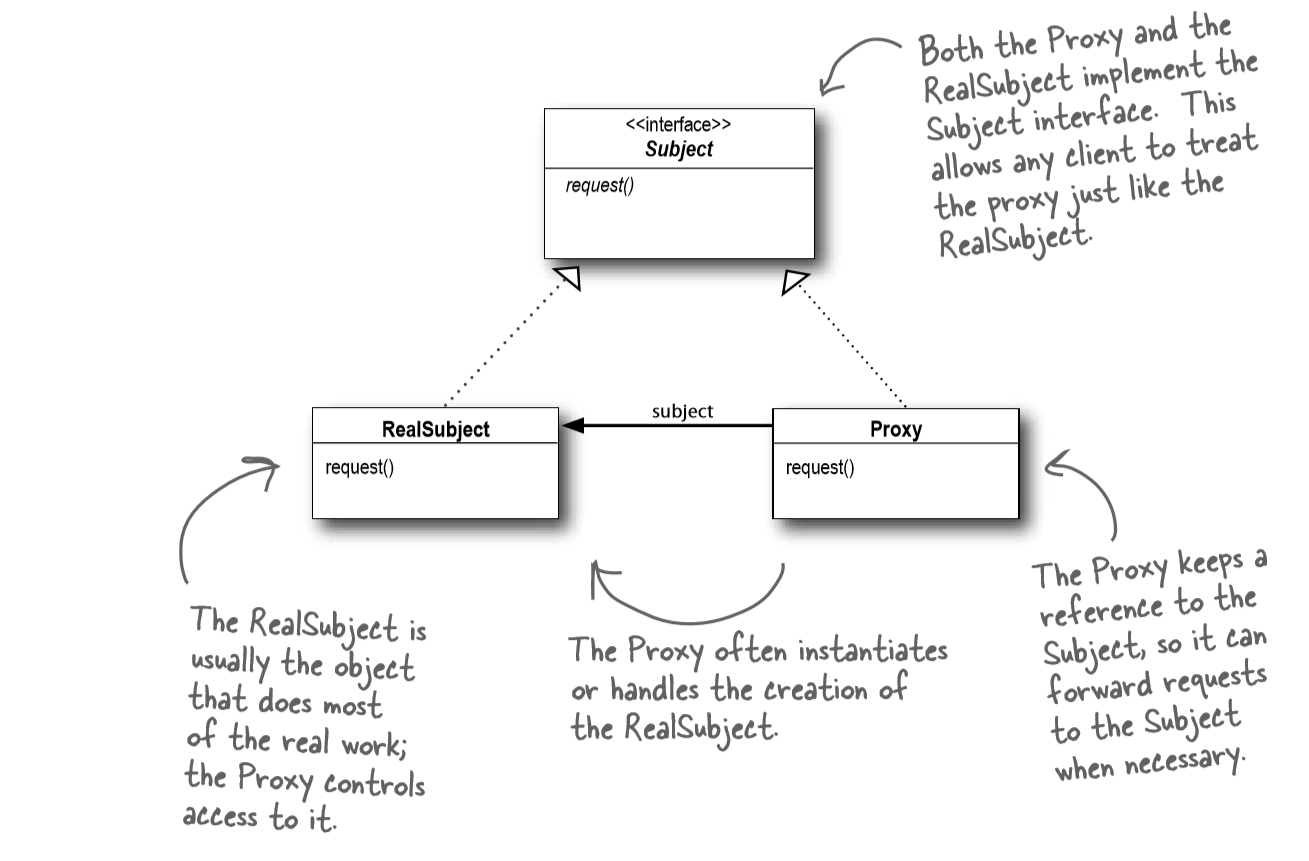 Both the Proxy and the
RealSubject implement the
Subject interface. This
allows any client to treat
the proxy just like the
RealSubject.
<<interface>>
Subject
request()
RealSubject
request()
subject
Proxy
request()
The RealSubject is
usually the object
that does most
of the real work;
the Proxy controls
access to it.
The Proxy often instantiates
or handles the creation of
the RealSubject.
The Proxy keeps a
reference to the
Subject, so it can
forward requests
to the Subject
when necessary.